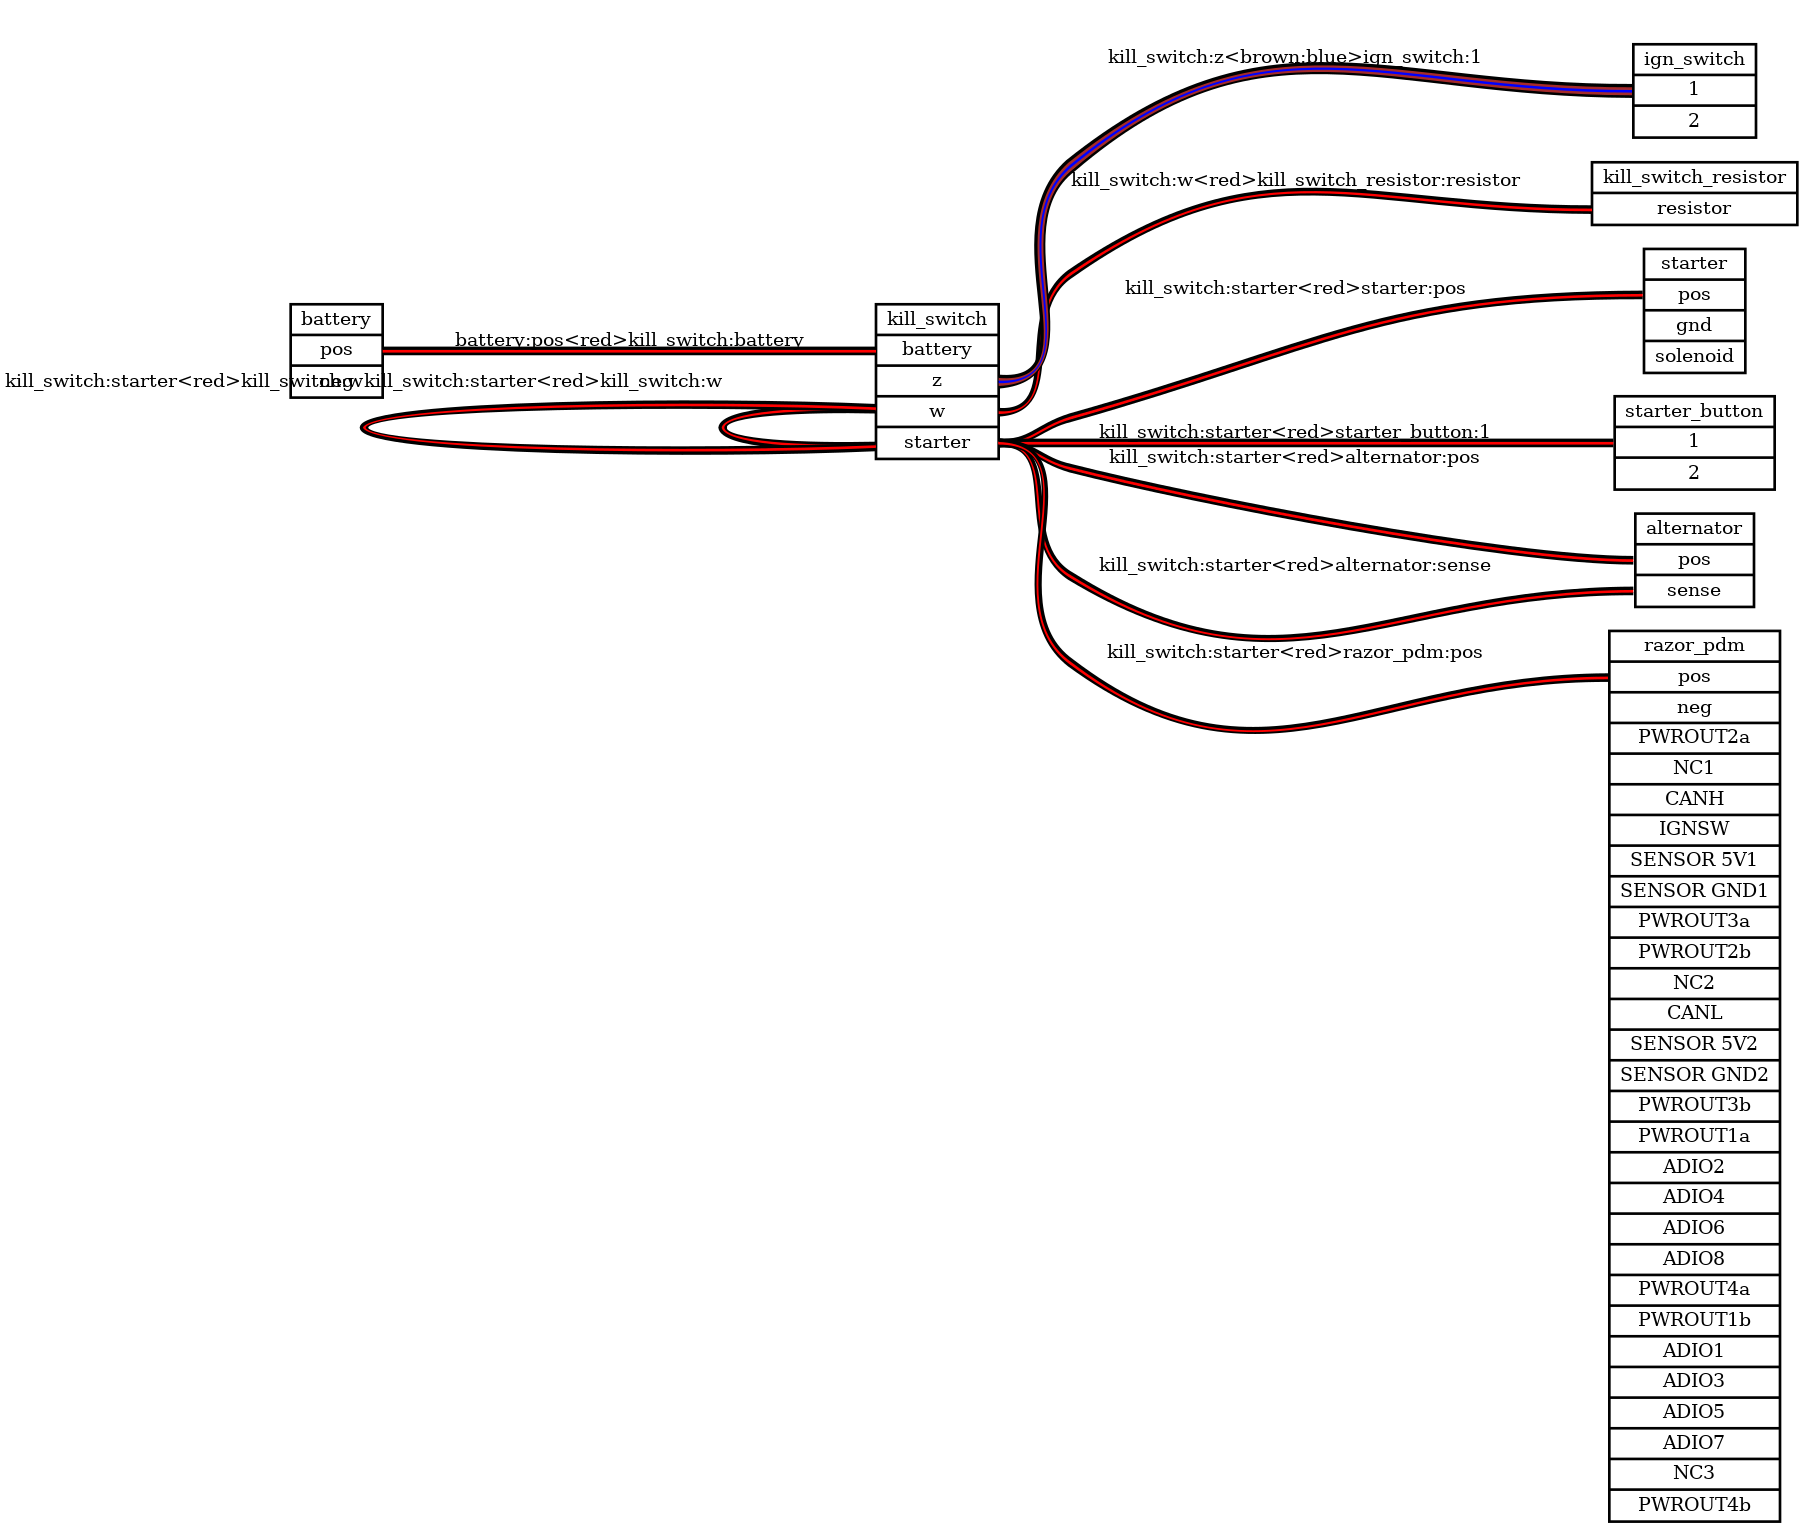 kill_switch:z<brown:blue>ign_switch:1
ign_switch
1
2
kill_switch:w<red>kill_switch_resistor:resistor
kill_switch_resistor
resistor
kill_switch:starter<red>starter:pos
starter
pos
gnd
solenoid
battery
pos
neg
battery:pos<red>kill_switch:battery
kill_switch:starter<red>kill_switch:w
kill_switch:starter<red>kill_switch:w
kill_switch
battery
z
w
starter
kill_switch:starter<red>starter_button:1
starter_button
1
2
kill_switch:starter<red>alternator:pos
alternator
pos
sense
kill_switch:starter<red>alternator:sense
kill_switch:starter<red>razor_pdm:pos
razor_pdm
pos
neg
PWROUT2a
NC1
CANH
IGNSW
SENSOR 5V1
SENSOR GND1
PWROUT3a
PWROUT2b
NC2
CANL
SENSOR 5V2
SENSOR GND2
PWROUT3b
PWROUT1a
ADIO2
ADIO4
ADIO6
ADIO8
PWROUT4a
PWROUT1b
ADIO1
ADIO3
ADIO5
ADIO7
NC3
PWROUT4b